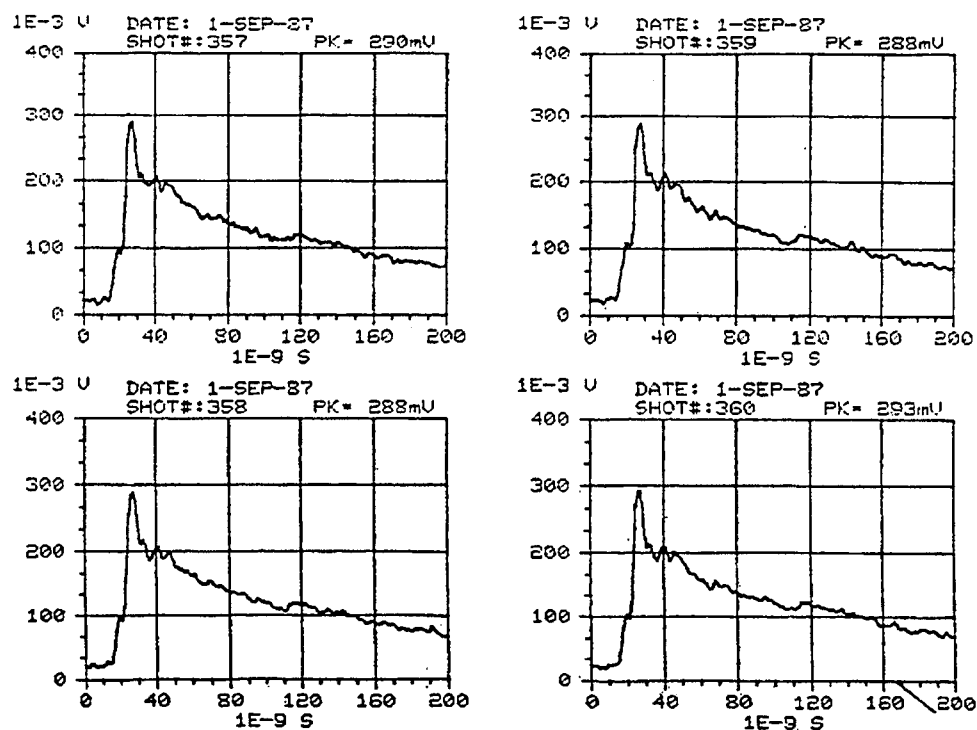 1E-3 V DATE: 1-SEP-87
SHOT#:357 PK= 290mV
400
300
200
100
0
0 40 80 120 160 200
1E-9 S
1E-3 V DATE: 1-SEP-87
SHOT#:359 PK= 288mV
400
300
200
100
0
0 40 80 120 160 200
1E-9 S
1E-3 V DATE: 1-SEP-87
SHOT#:358 PK= 288mV
400
300
200
100
0
0 40 80 120 160 200
1E-9 S
1E-3 V DATE: 1-SEP-87
SHOT#:360 PK= 293mV
400
300
200
100
0
0 40 80 120 160 200
1E-9 S